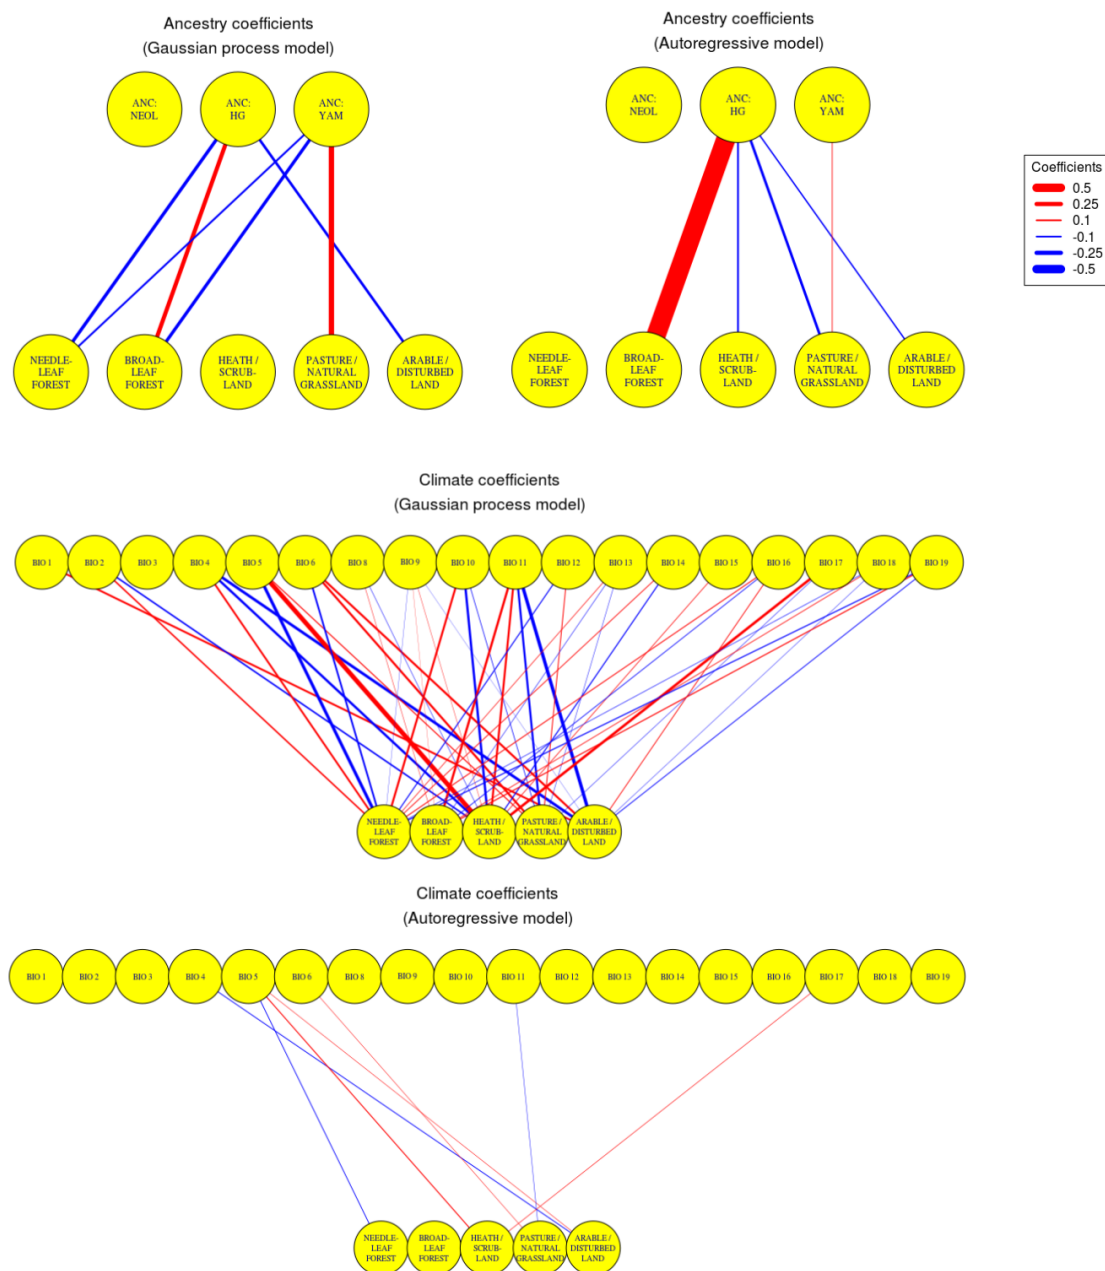 Ancestry coefficients
(Gaussian process model)
Ancestry coefficients
(Autoregressive model)
ANC:
NEOL
ANC:
HG
ANC:
YAM
ANC:
NEOL
ANC:
HG
ANC:
YAM
Coefficients
0.5
0.25
0.1
-0.1
-0.25
-0.5
NEEDLE-
LEAF
FOREST
BROAD-
LEAF
FOREST
HEATH /
SCRUB-
LAND
PASTURE /
NATURAL
GRASSLAND
ARABLE /
DISTURBED
LAND
NEEDLE-
LEAF
FOREST
BROAD-
LEAF
FOREST
HEATH /
SCRUB-
LAND
PASTURE /
NATURAL
GRASSLAND
ARABLE /
DISTURBED
LAND
Climate coefficients
(Gaussian process model)
BIO 1
BIO 2
BIO 3
BIO 4
BIO 5
BIO 6
BIO 8
BIO 9
BIO 10
BIO 11
BIO 12
BIO 13
BIO 14
BIO 15
BIO 16
BIO 17
BIO 18
BIO 19
NEEDLE-
LEAF
FOREST
BROAD-
LEAF
FOREST
HEATH /
SCRUB-
LAND
PASTURE /
NATURAL
GRASSLAND
ARABLE /
DISTURBED
LAND
Climate coefficients
(Autoregressive model)
BIO 1
BIO 2
BIO 3
BIO 4
BIO 5
BIO 6
BIO 8
BIO 9
BIO 10
BIO 11
BIO 12
BIO 13
BIO 14
BIO 15
BIO 16
BIO 17
BIO 18
BIO 19
NEEDLE-
LEAF
FOREST
BROAD-
LEAF
FOREST
HEATH /
SCRUB-
LAND
PASTURE /
NATURAL
GRASSLAND
ARABLE /
DISTURBED
LAND